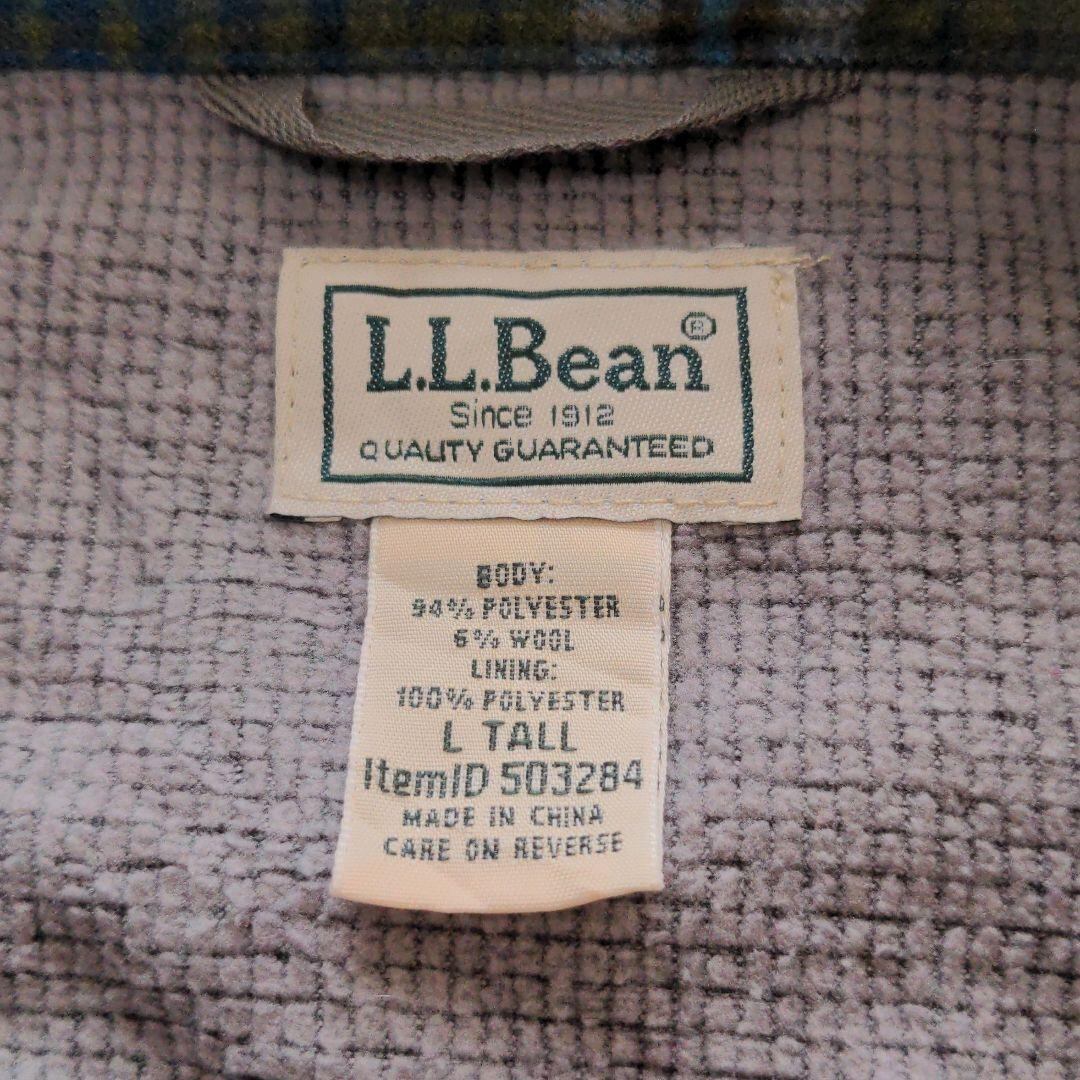 L.L.Bean®
Since 1912
QUALITY GUARANTEED
BODY:
94% POLYESTER
6% WOOL
LINING:
100% POLYESTER
L TALL
ItemID 503284
MADE IN CHINA
CARE ON REVERSE